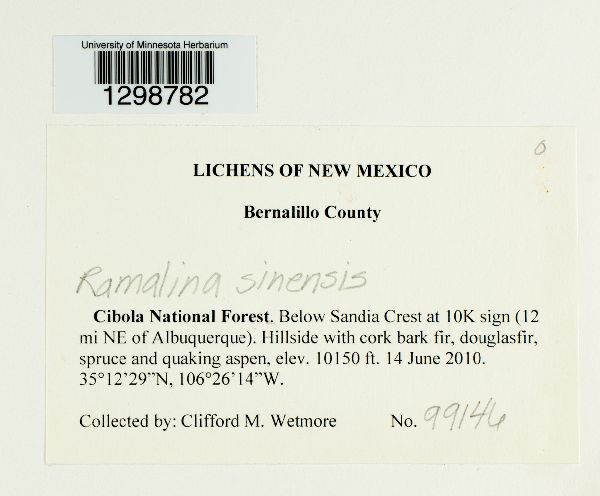 University of Minnesota Herbarium
1298782
0
LICHENS OF NEW MEXICO
Bernalillo County
Ramalina sinensis
Cibola National Forest. Below Sandia Crest at 10K sign (12
mi NE of Albuquerque). Hillside with cork bark fir, douglasfir,
spruce and quaking aspen, elev. 10150 ft. 14 June 2010.
35°12'29”N, 106°26'14”W.
Collected by: Clifford M. Wetmore No. 99146